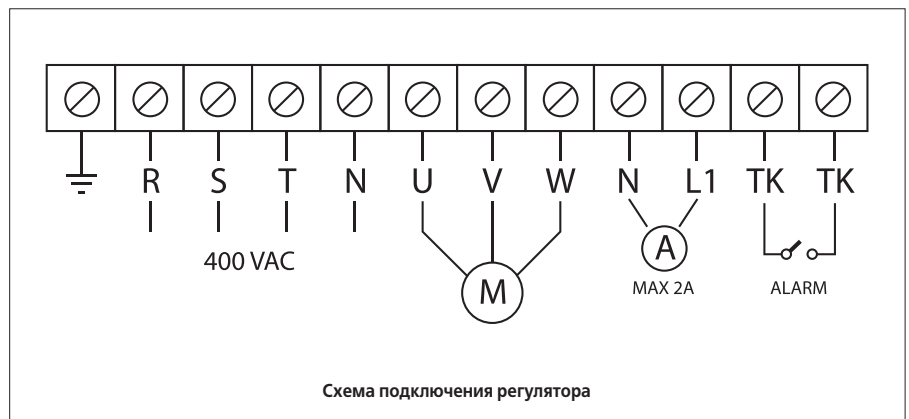 R S T N U V W N L1 TK TK
400 VAC
A
M
MAX 2A
ALARM
Схема подключения регулятора